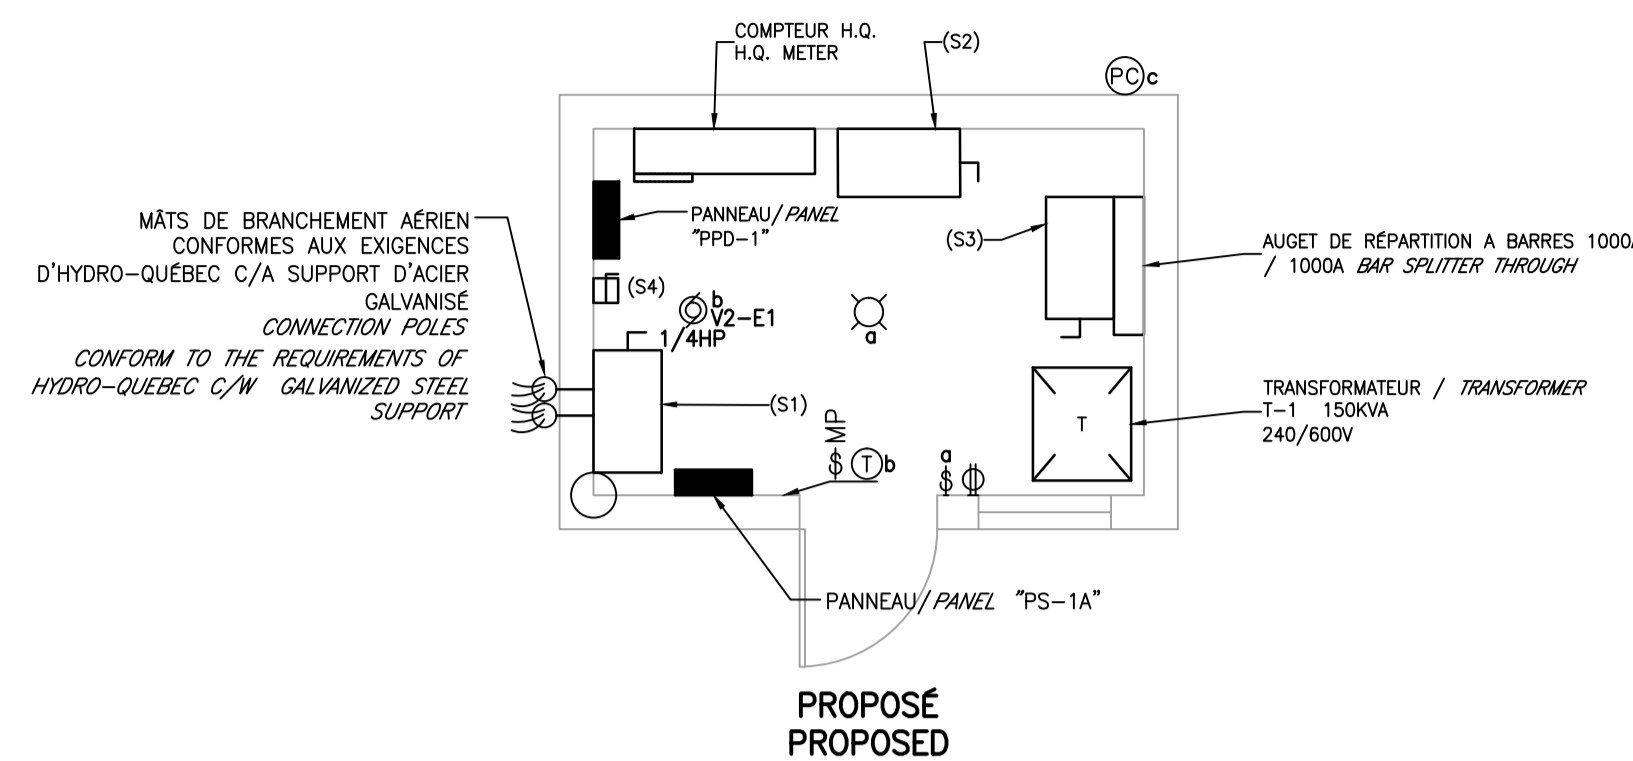 COMPTEUR H.Q.
H.Q. METER
(S2)
PC c
MÂTS DE BRANCHEMENT AÉRIEN
CONFORMES AUX EXIGENCES
D'HYDRO-QUÉBEC C/A SUPPORT D'ACIER
GALVANISÉ
CONNECTION POLES
CONFORM TO THE REQUIREMENTS OF
HYDRO-QUEBEC C/W GALVANIZED STEEL
SUPPORT
PANNEAU/PANEL
"PPD-1"
(S3)
AUGET DE RÉPARTITION A BARRES 1000A
/ 1000A BAR SPLITTER THROUGH
(S4)
b
V2-E1
1/4HP
a
(S1)
TRANSFORMATEUR / TRANSFORMER
T-1 150KVA
240/600V
T
MP
$ T b
a
$
PANNEAU/PANEL "PS-1A"
PROPOSÉ
PROPOSED